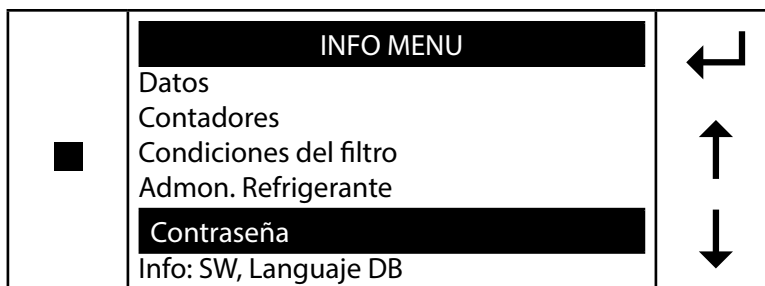 INFO MENU
Datos
Contadores
Condiciones del filtro
Admon. Refrigerante
Contraseña
Info: SW, Languaje DB